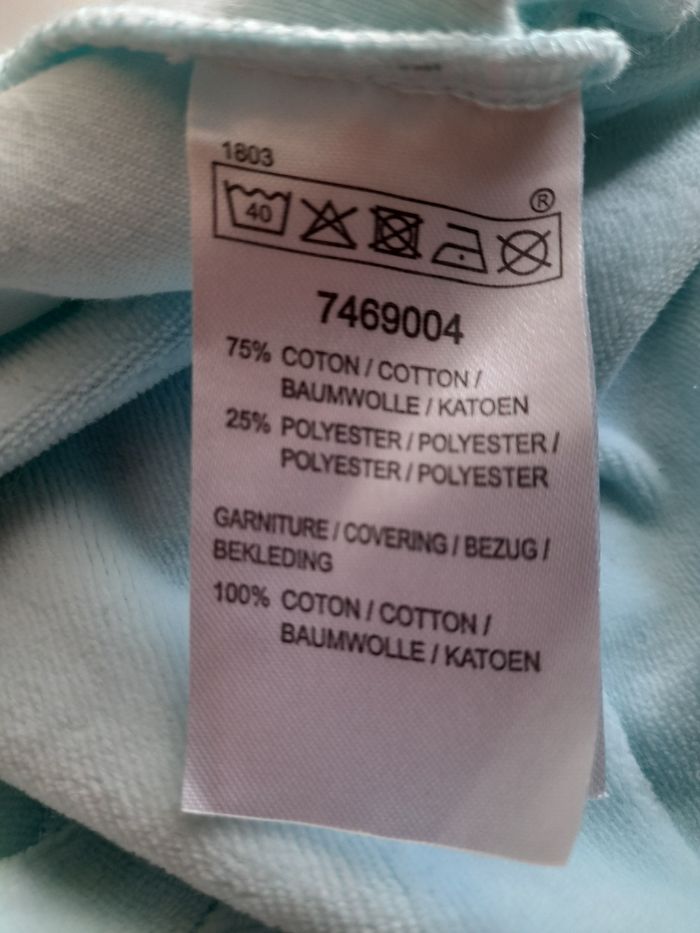 1803
40
®
7469004
75% COTON / COTTON /
BAUMWOLLE / KATOEN
25% POLYESTER / POLYESTER /
POLYESTER / POLYESTER
GARNITURE / COVERING / BEZUG /
BEKLEDING
100% COTON / COTTON /
BAUMWOLLE / KATOEN